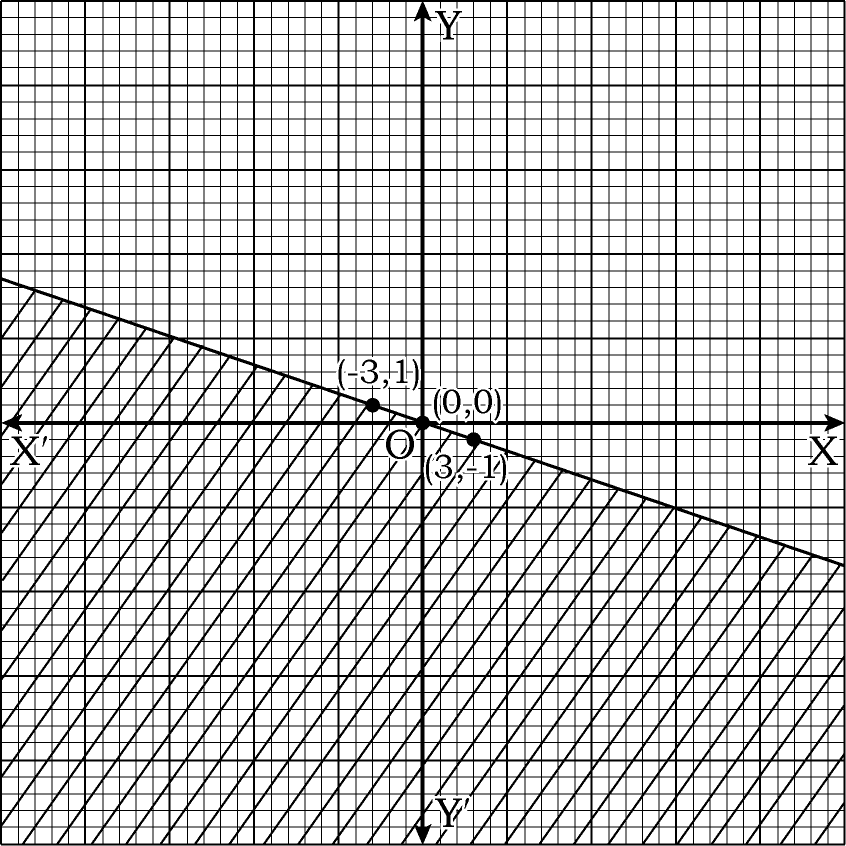 Y
(-3,1)
(0,0)
X′
O
(3,-1)
X
Y′